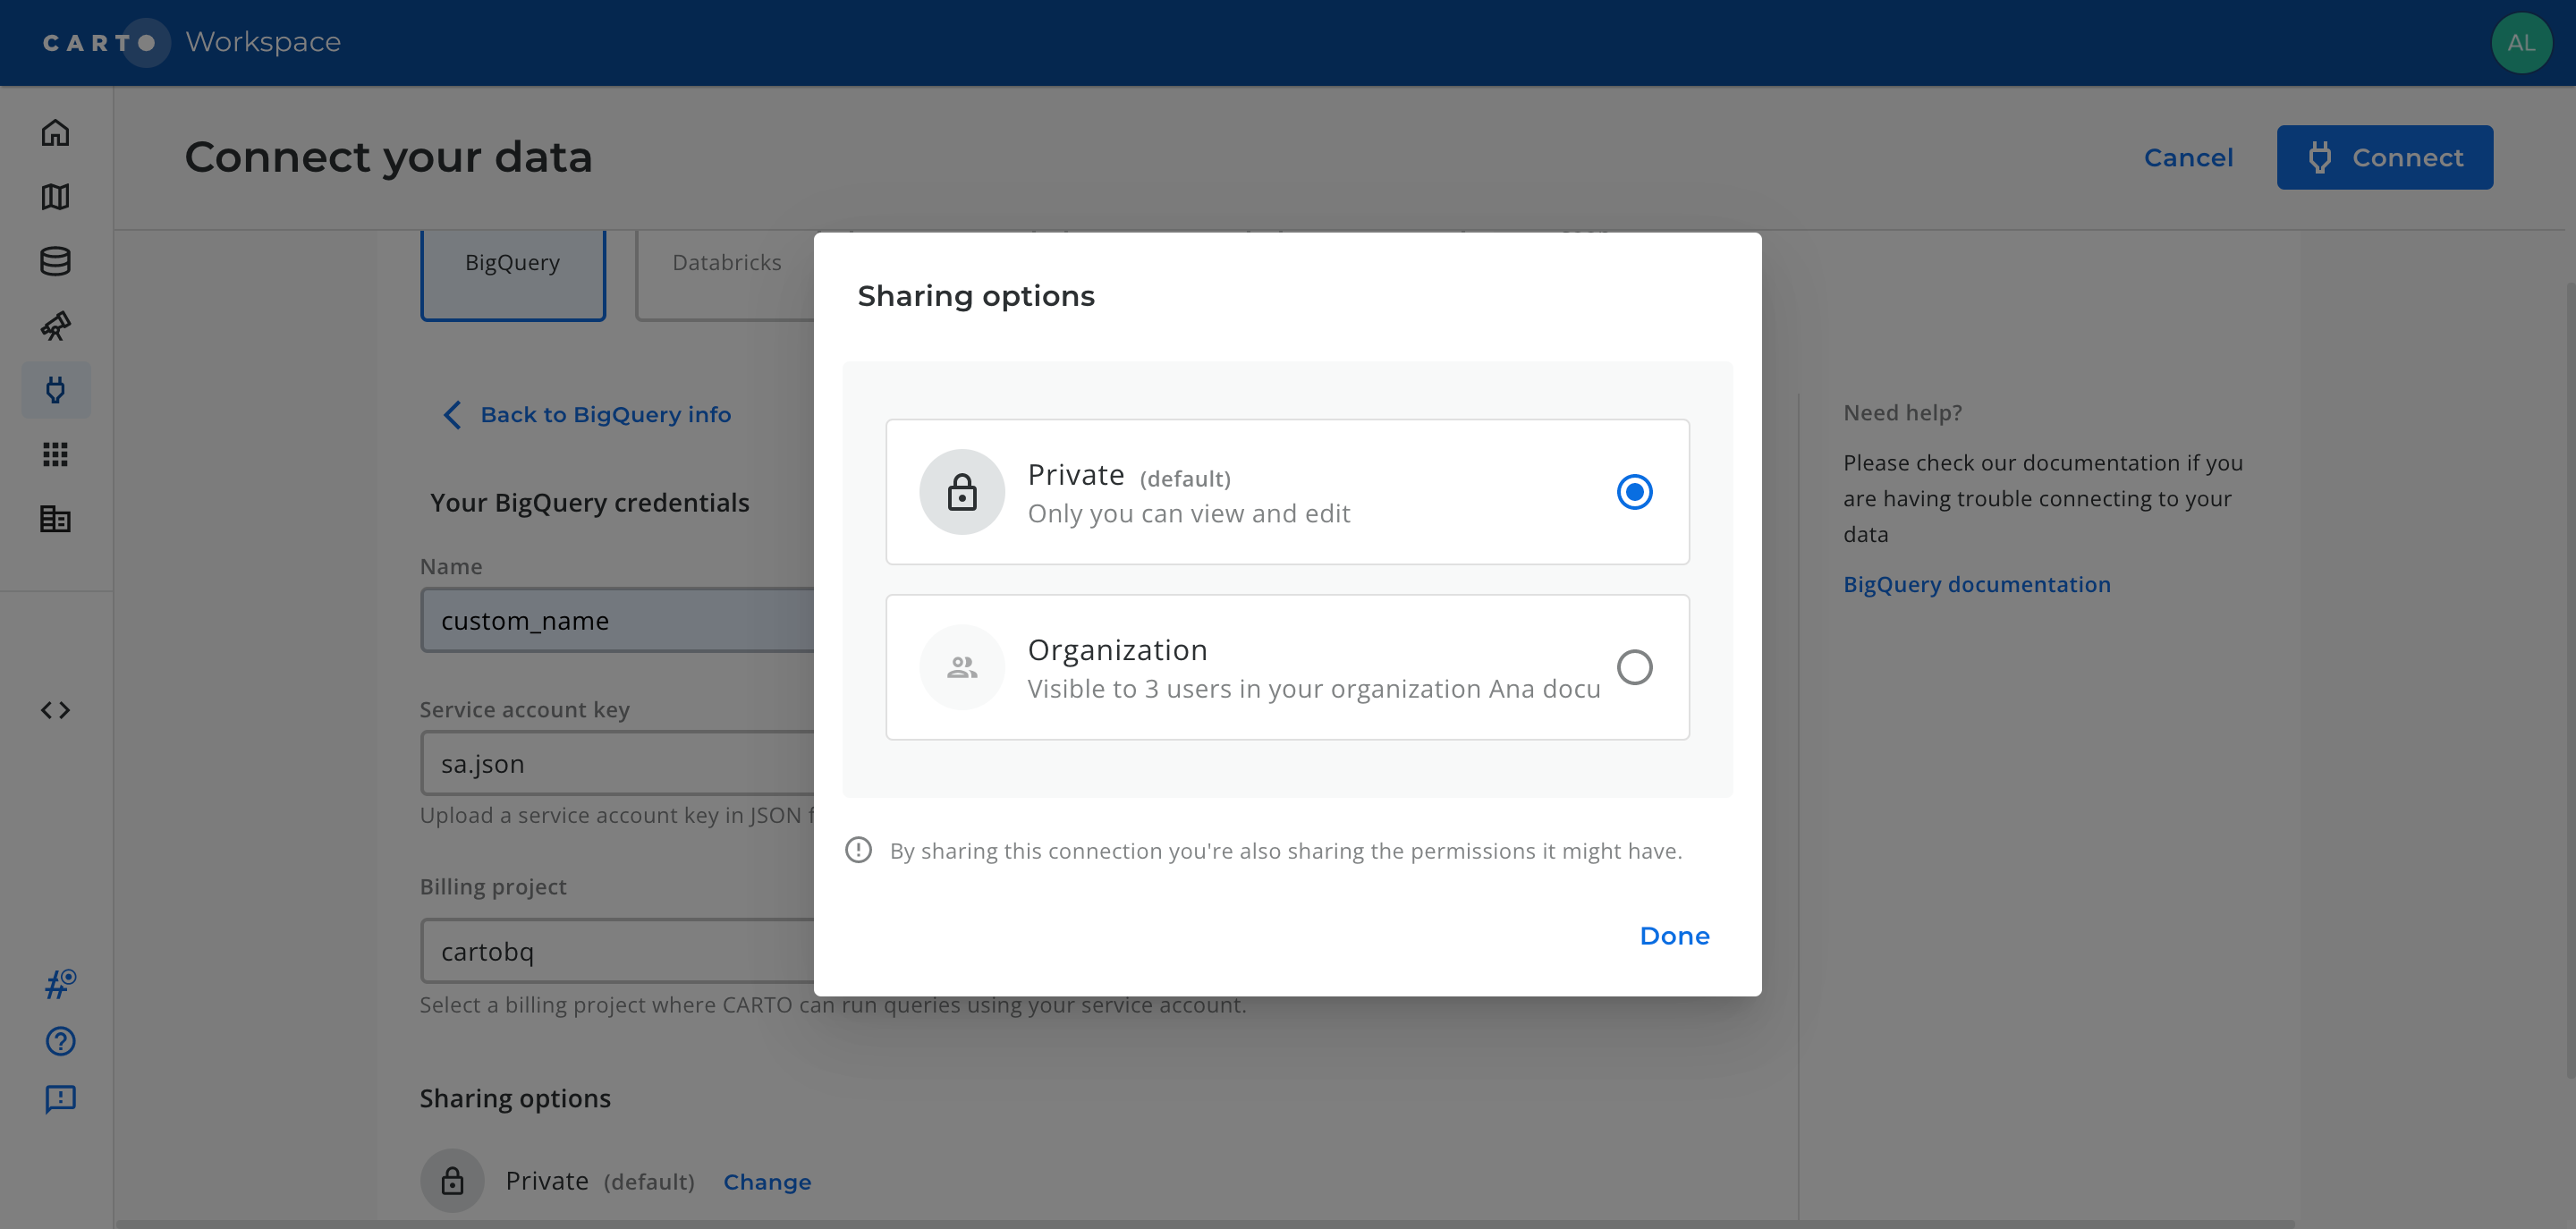 CARTO Workspace
AL
Connect your data
Cancel
Connect
BigQuery
Databricks
Back to BigQuery info
Your BigQuery credentials
Name
custom_name
Service account key
sa.json
Upload a service account key in JSON
Billing project
cartobq
Select a billing project where CARTO can run queries using your service account.
Sharing options
Private (default) Change
Sharing options
Private (default)
Only you can view and edit
Organization
Visible to 3 users in your organization Ana docu
By sharing this connection you're also sharing the permissions it might have.
Done
Need help?
Please check our documentation if you
are having trouble connecting to your
data
BigQuery documentation